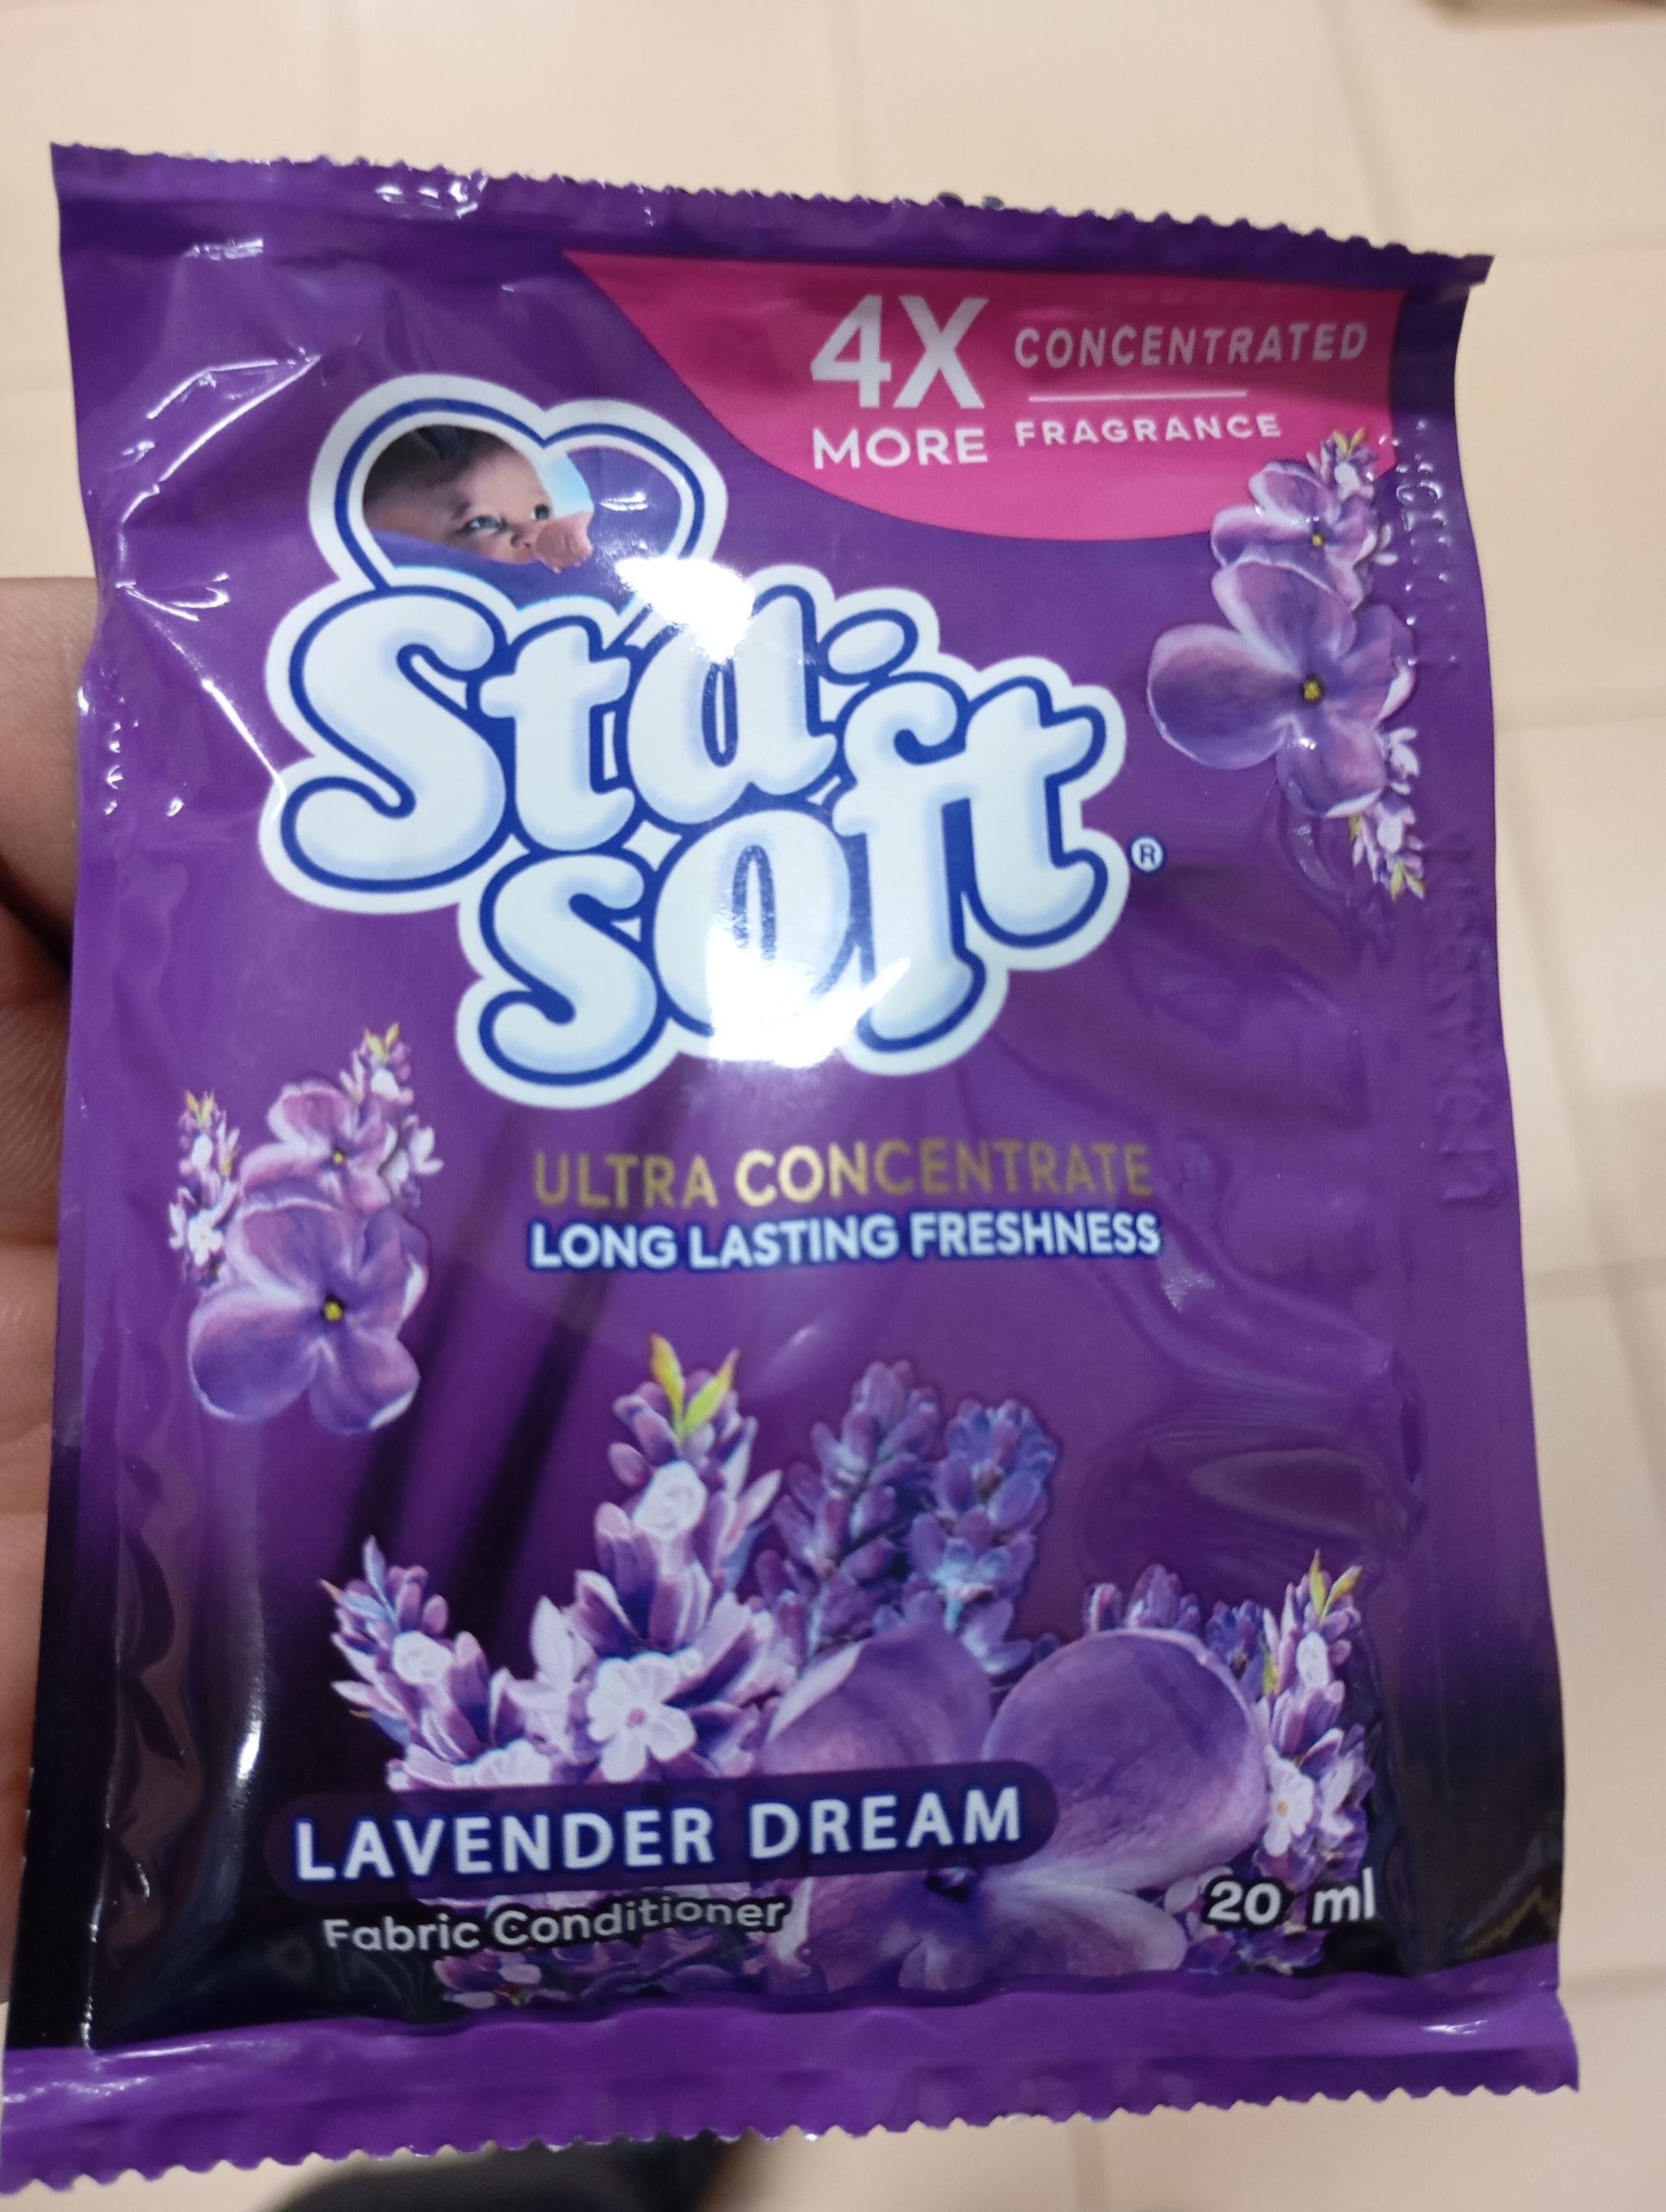 4X CONCENTRATED
MORE FRAGRANCE
Sta-soft®
ULTRA CONCENTRATE
LONG LASTING FRESHNESS
LAVENDER DREAM
Fabric Conditioner
20 ml